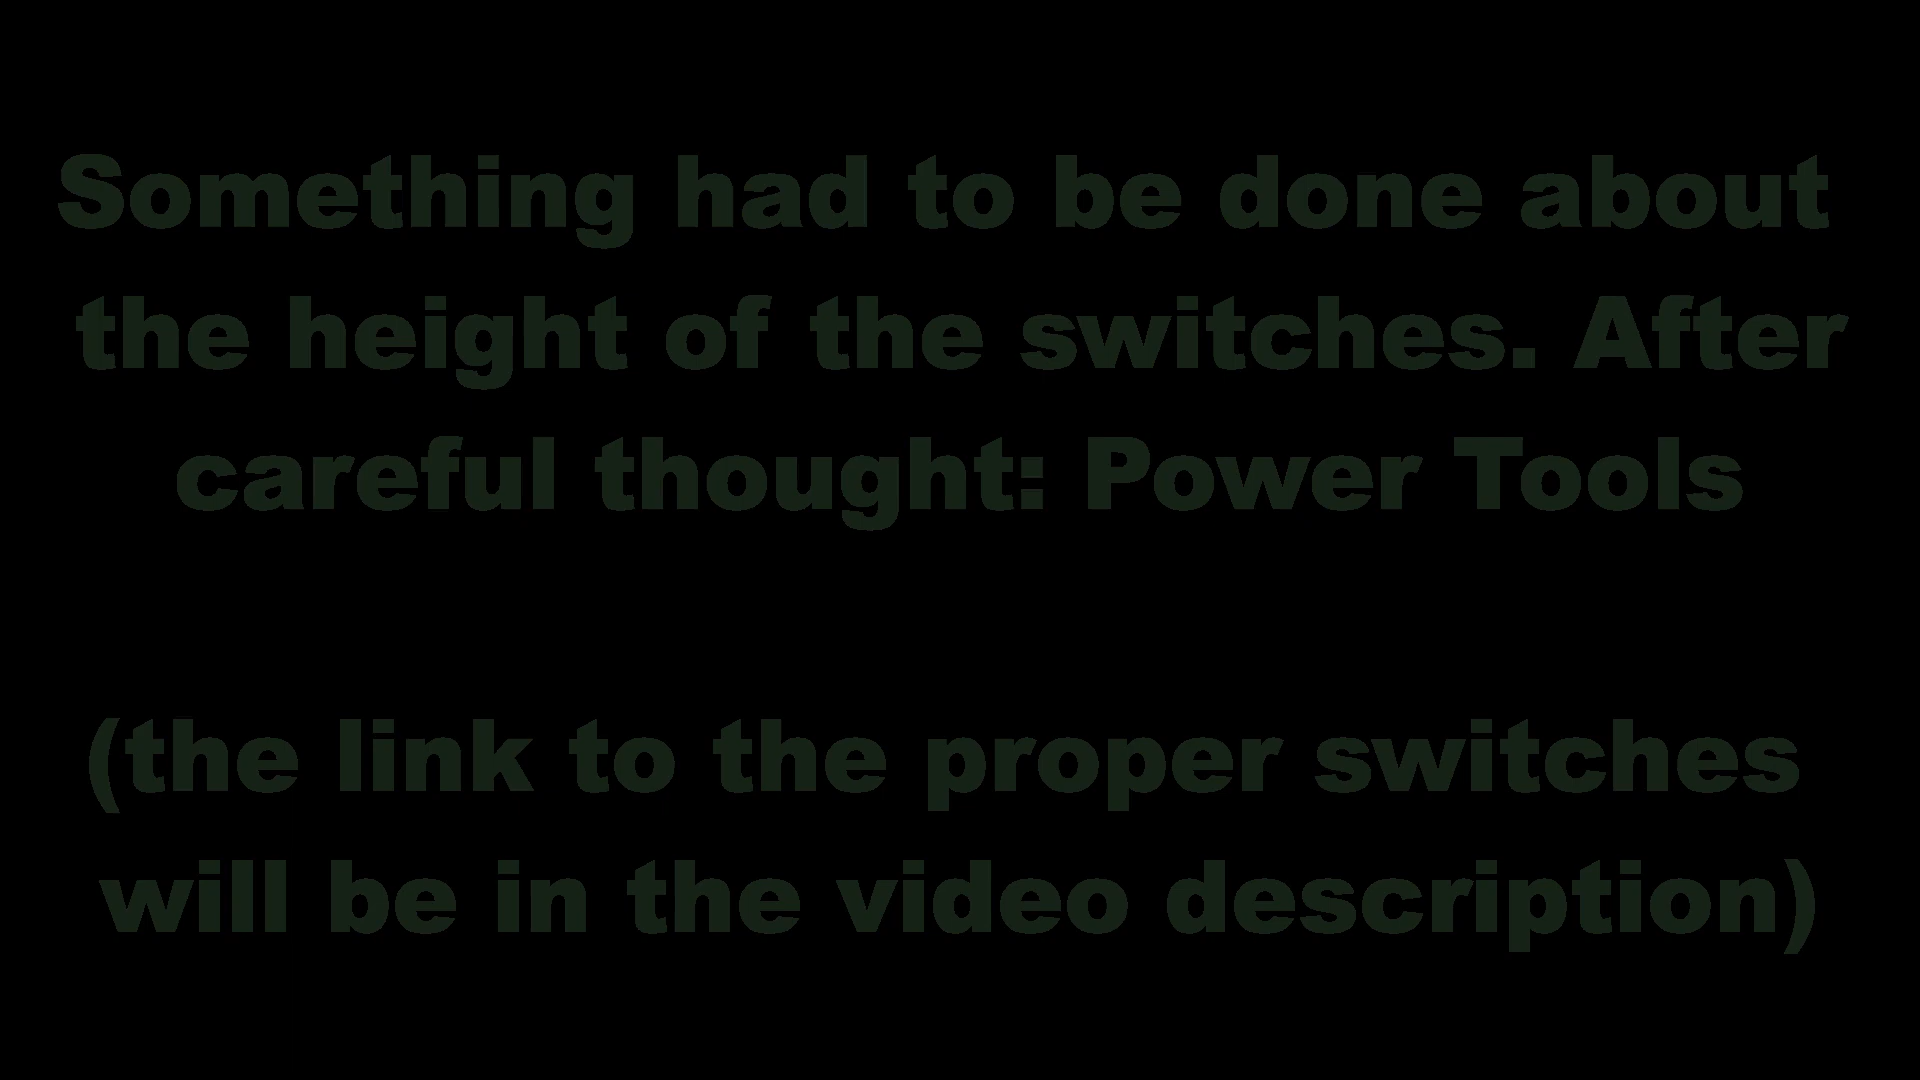 Something had to be done about
the height of the switches. After
careful thought: Power Tools
(the link to the proper switches
will be in the video description)